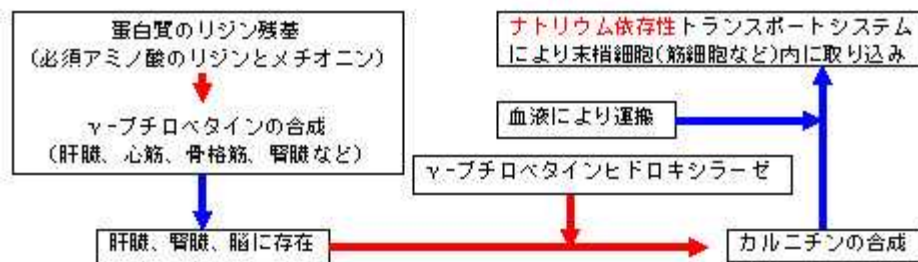 蛋白質のリジン残基
(必須アミノ酸のリジンとメチオニン)
γ-ブチロベタインの合成
(肝臓、心筋、骨格筋、腎臓など)
肝臓、腎臓、脳に存在
γ-ブチロベタインヒドロキシラーゼ
カルニチンの合成
血液により運搬
ナトリウム依存性トランスポートシステム
により末梢細胞(筋細胞など)内に取り込み